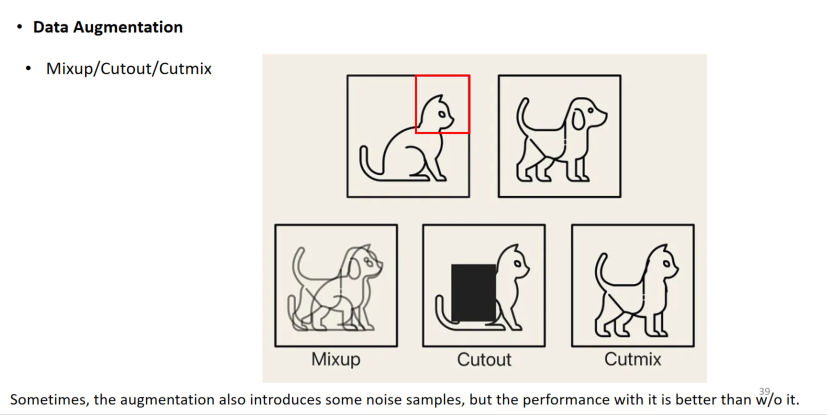 • Data Augmentation
• Mixup/Cutout/Cutmix
Mixup Cutout Cutmix
39
Sometimes, the augmentation also introduces some noise samples, but the performance with it is better than w/o it.